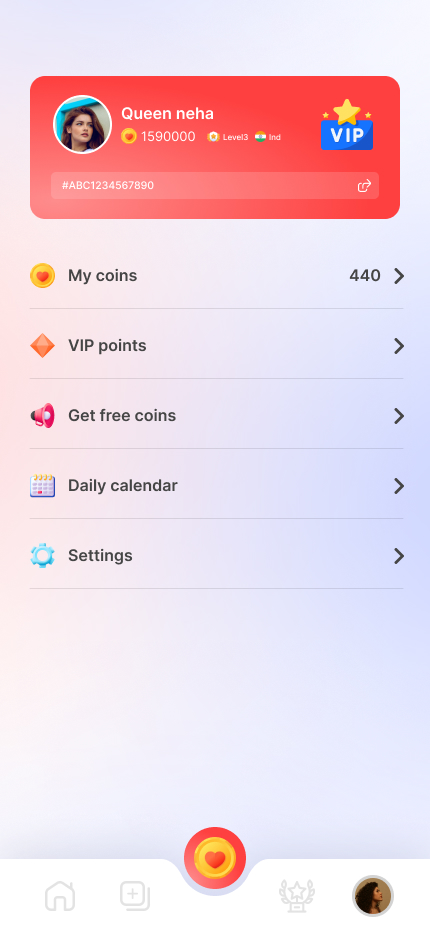 Queen neha
VIP
1590000 Level3 Ind
#ABC1234567890
My coins 440
VIP points
Get free coins
Daily calendar
Settings